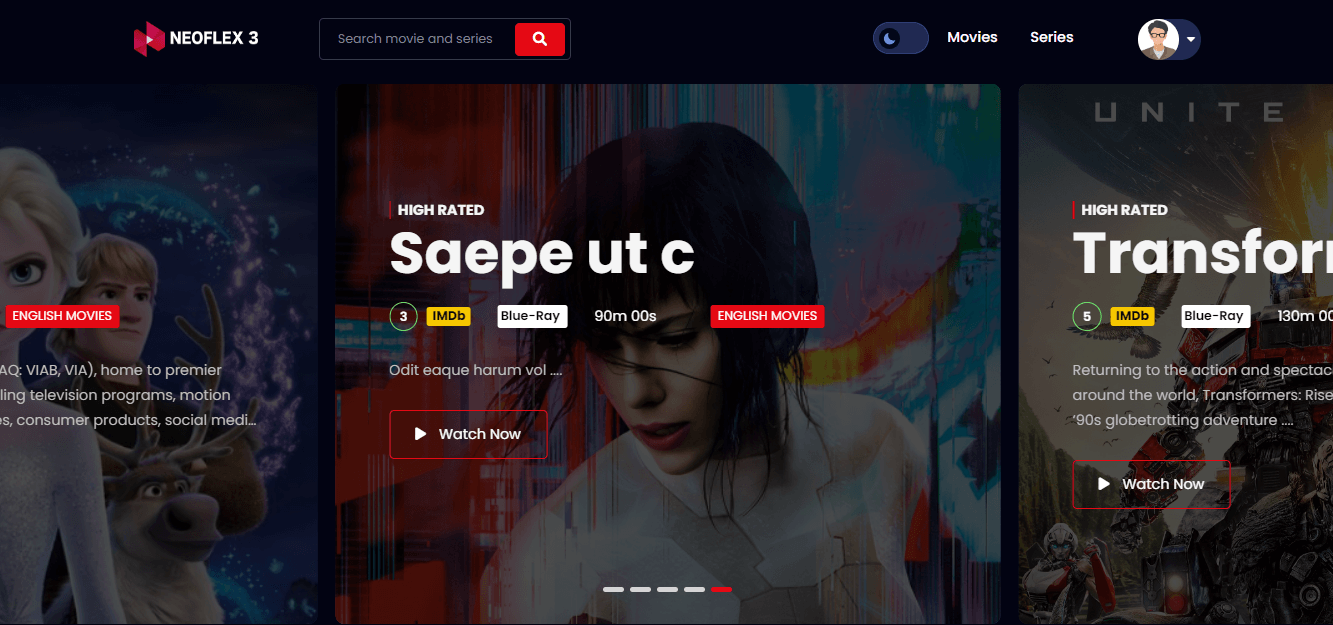 NEOFLEX 3
Search movie and series
Movies
Series
ENGLISH MOVIES
AQ: VIAB, VIA), home to premier
ling television programs, motion
es, consumer products, social medi...
HIGH RATED
Saepe ut c
3 IMDb Blue-Ray 90m 00s ENGLISH MOVIES
Odit eaque harum vol ....
Watch Now
UNITE
HIGH RATED
Transfor
5 IMDb Blue-Ray 130m 00
Returning to the action and spectac
around the world, Transformers: Rise
'90s globetrotting adventure ....
Watch Now